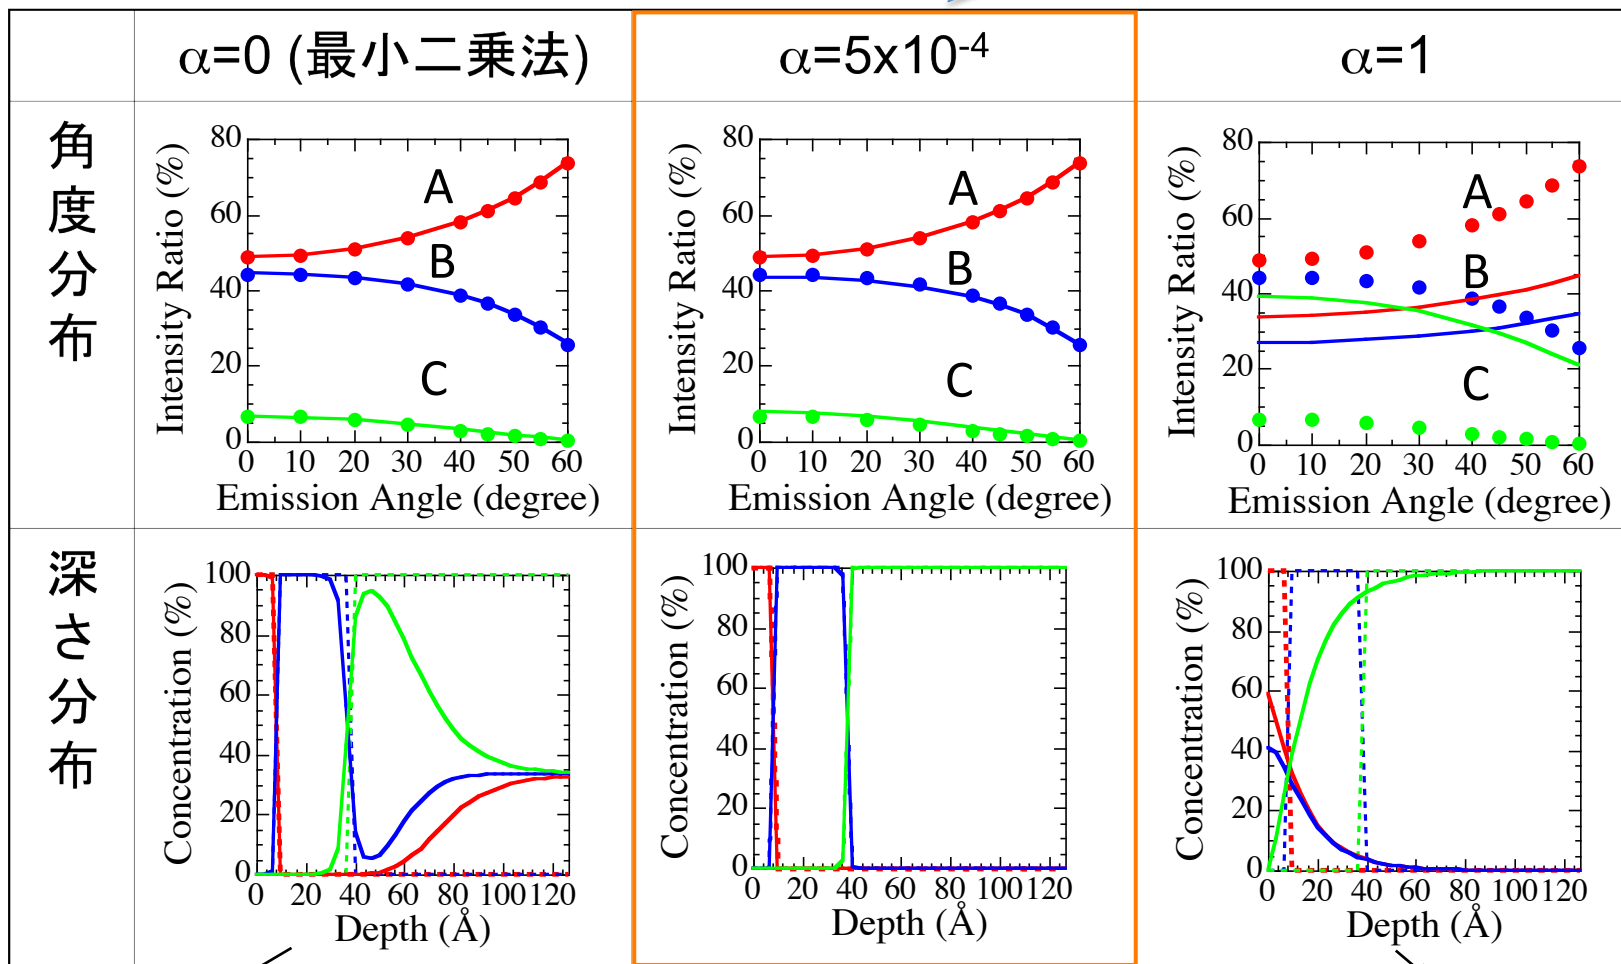 α=0 (最小二乗法)
α=5x10-4
α=1
角度分布
80
60
40
20
0
Intensity Ratio (%)
A
B
C
0 10 20 30 40 50 60
Emission Angle (degree)
80
60
40
20
0
Intensity Ratio (%)
A
B
C
0 10 20 30 40 50 60
Emission Angle (degree)
80
60
40
20
0
Intensity Ratio (%)
A
B
C
0 10 20 30 40 50 60
Emission Angle (degree)
深さ分布
100
80
60
40
20
0
Concentration (%)
0 20 40 60 80 100 120
Depth (Å)
100
80
60
40
20
0
Concentration (%)
0 20 40 60 80 100 120
Depth (Å)
100
80
60
40
20
0
Concentration (%)
0 20 40 60 80 100 120
Depth (Å)